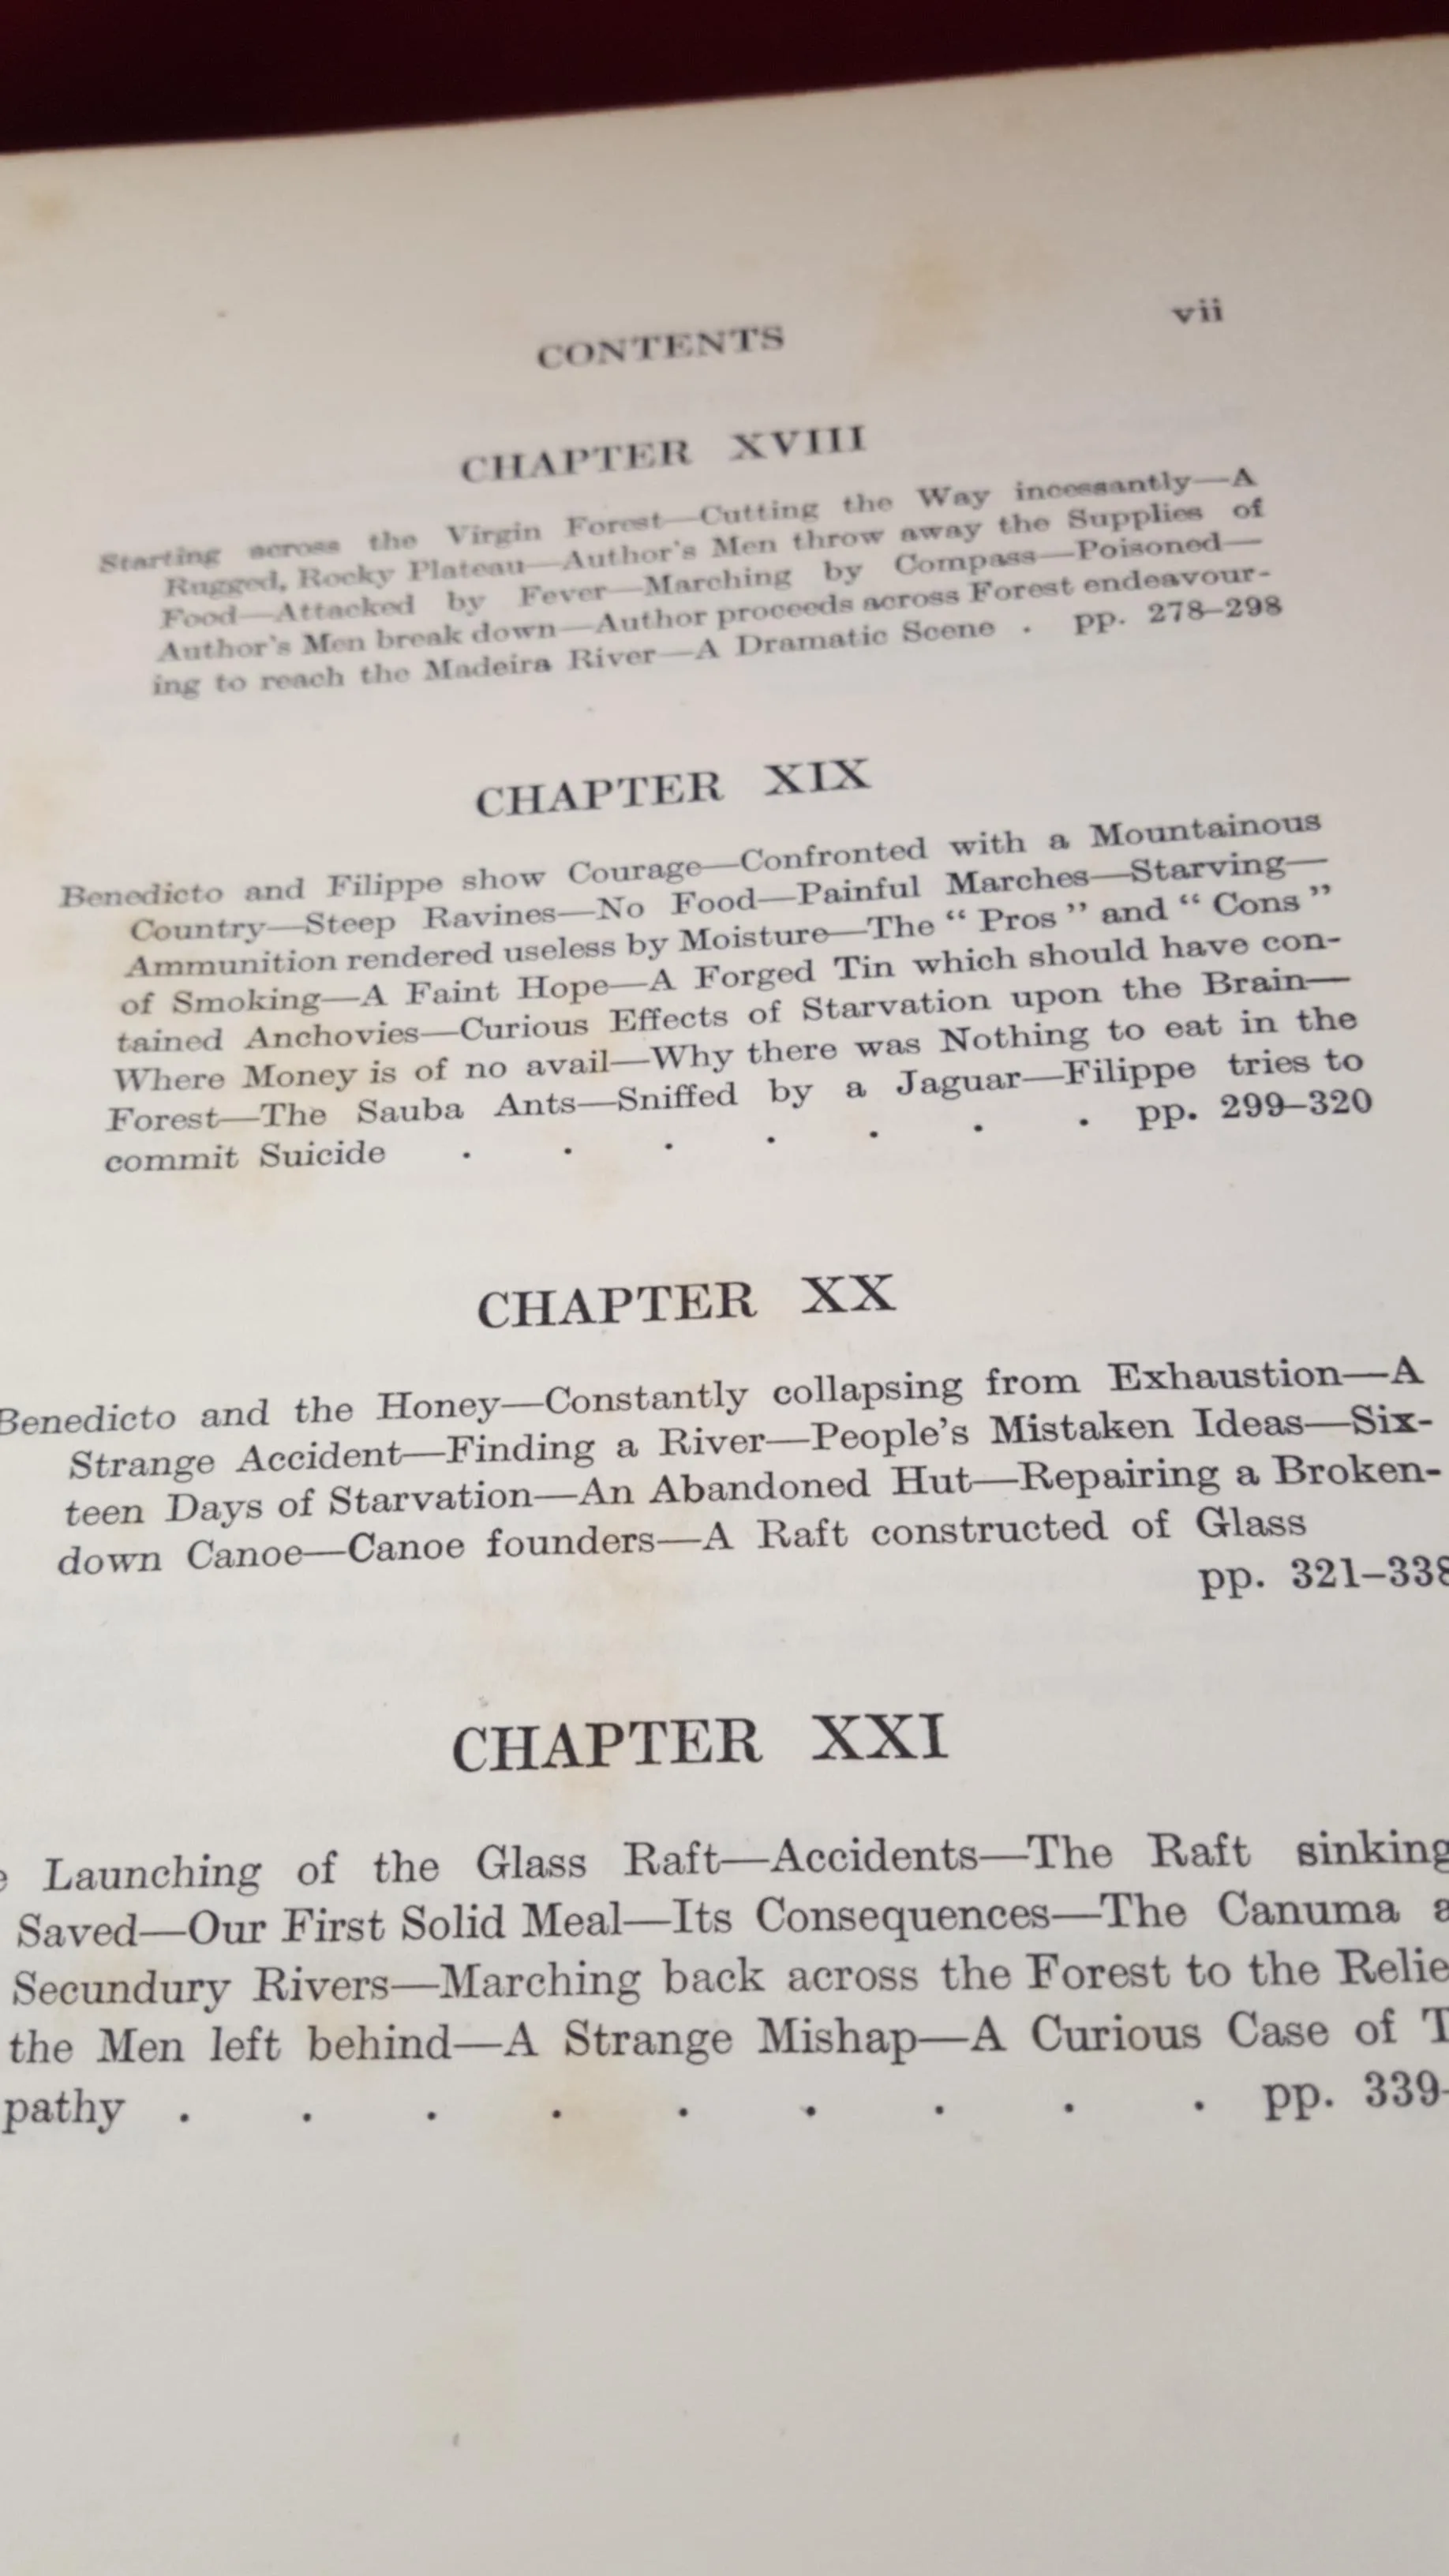 vii
CONTENTS
CHAPTER XVIII
Starting across the Virgin Forest—Cutting the Way incessantly—A
Rugged, Rocky Plateau—Author's Men throw away the Supplies of
Food—Attacked by Fever—Marching by Compass—Poisoned—
Author's Men break down—Author proceeds across Forest endeavour-
ing to reach the Madeira River—A Dramatic Scene . pp. 278–298
CHAPTER XIX
Benedicto and Filippe show Courage—Confronted with a Mountainous
Country—Steep Ravines—No Food—Painful Marches—Starving—
Ammunition rendered useless by Moisture—The “ Pros ” and “ Cons ”
of Smoking—A Faint Hope—A Forged Tin which should have con-
tained Anchovies—Curious Effects of Starvation upon the Brain—
Where Money is of no avail—Why there was Nothing to eat in the
Forest—The Sauba Ants—Sniffed by a Jaguar—Filippe tries to
commit Suicide . . . . . . . pp. 299–320
CHAPTER XX
Benedicto and the Honey—Constantly collapsing from Exhaustion—A
Strange Accident—Finding a River—People's Mistaken Ideas—Six-
teen Days of Starvation—An Abandoned Hut—Repairing a Broken-
down Canoe—Canoe founders—A Raft constructed of Glass
pp. 321–338
CHAPTER XXI
e Launching of the Glass Raft—Accidents—The Raft sinking
Saved—Our First Solid Meal—Its Consequences—The Canuma a
Secundury Rivers—Marching back across the Forest to the Relie
the Men left behind—A Strange Mishap—A Curious Case of T
pathy . . . . . . . . . pp. 339-